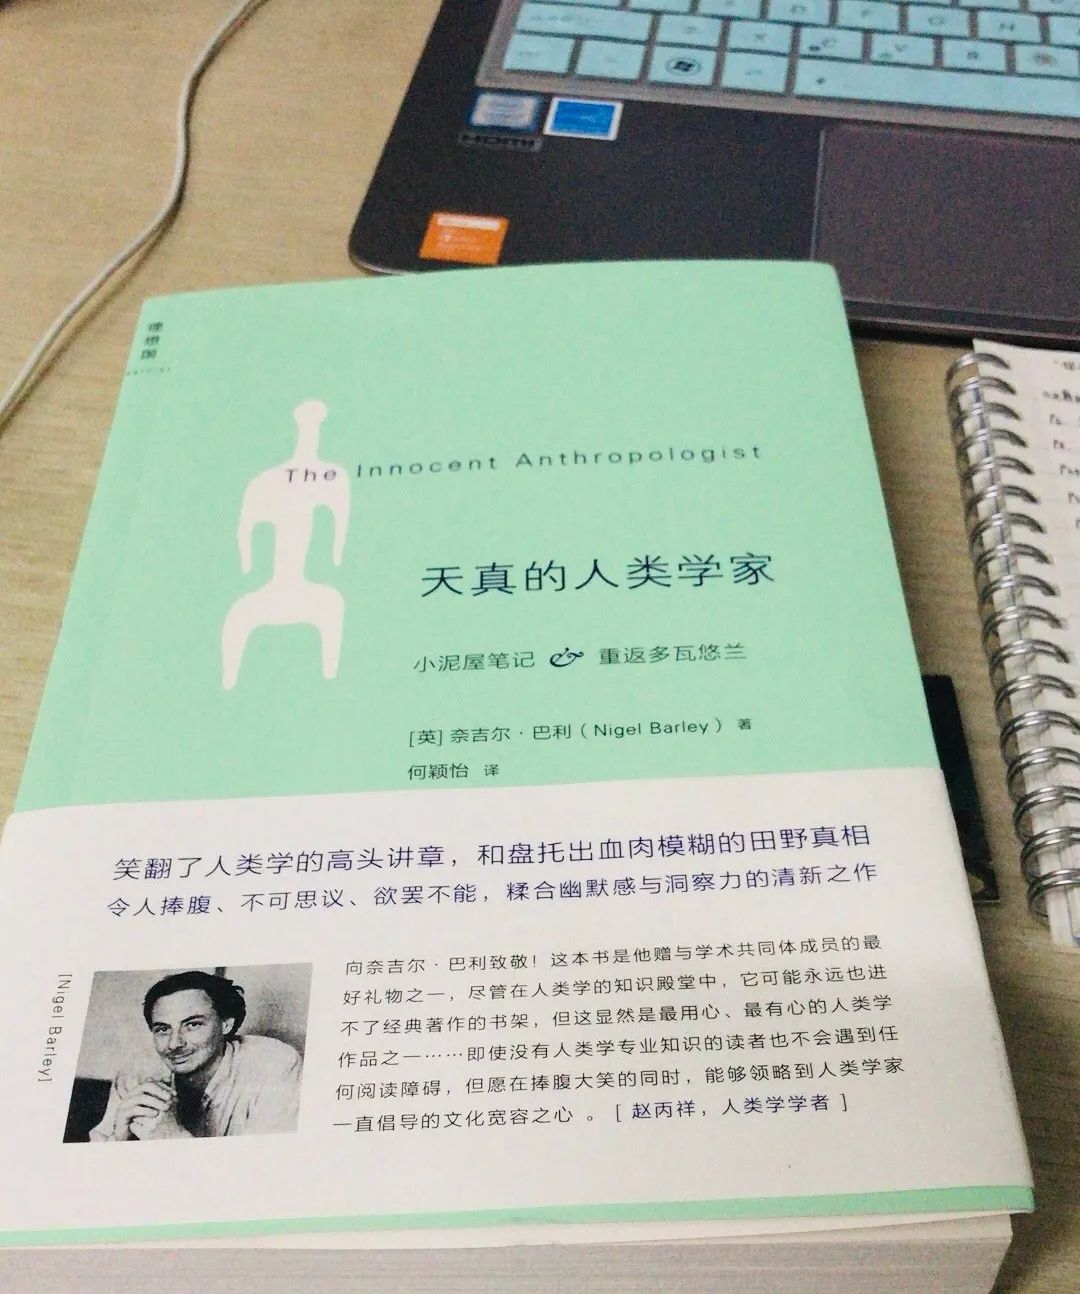 理想国
The Innocent Anthropologist
天真的人类学家
小泥屋笔记 & 重返多瓦悠兰
[英] 奈吉尔·巴利（Nigel Barley）著
何颖怡 译
笑翻了人类学的高头讲章，和盘托出血肉模糊的田野真相
令人捧腹、不可思议、欲罢不能，糅合幽默感与洞察力的清新之作
[Nigel Barley]
向奈吉尔·巴利致敬！这本书是他赠与学术共同体成员的最
好礼物之一，尽管在人类学的知识殿堂中，它可能永远也进
不了经典著作的书架，但这显然是最用心、最有心的人类学
作品之一……即使没有人类学专业知识的读者也不会遇到任
何阅读障碍，但愿在捧腹大笑的同时，能够领略到人类学家
一直倡导的文化宽容之心 。 [ 赵丙祥，人类学学者 ]